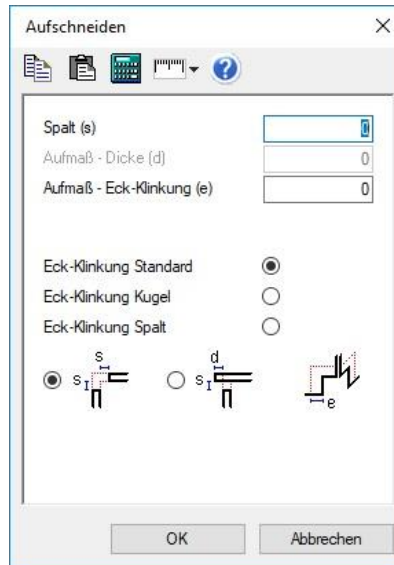 Aufschneiden
Spalt (s) 0
Aufmaß - Dicke (d) 0
Aufmaß - Eck-Klinkung (e) 0
Eck-Klinkung Standard
Eck-Klinkung Kugel
Eck-Klinkung Spalt
s d
s s e
OK Abbrechen